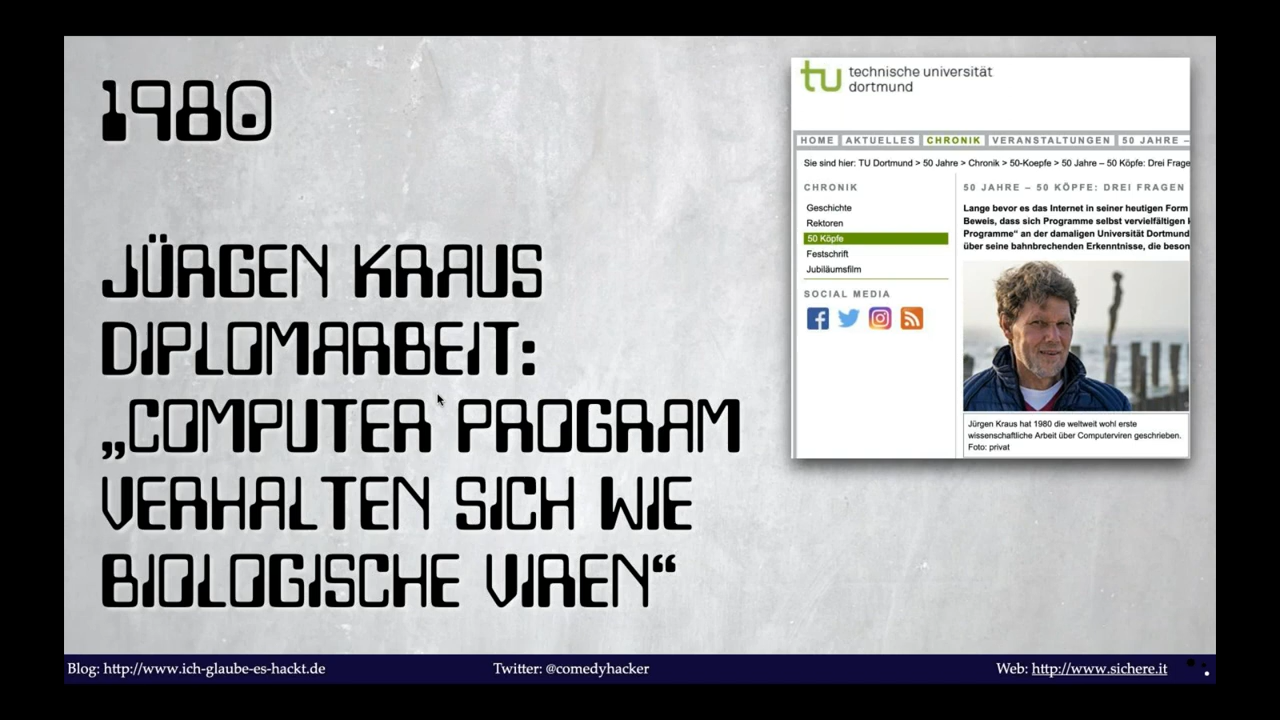 1980
JÜRGEN KRAUS
DIPLOMARBEIT:
„COMPUTER PROGRAM
VERHALTEN SICH WIE
BIOLOGISCHE VIREN“
tu technische universität
dortmund
HOME AKTUELLES CHRONIK VERANSTALTUNGEN 50 JAHRE –
Sie sind hier: TU Dortmund > 50 Jahre > Chronik > 50-Koepfe > 50 Jahre – 50 Köpfe: Drei Frage
CHRONIK
Geschichte
Rektoren
50 Köpfe
Festschrift
Jubiläumsfilm
SOCIAL MEDIA
50 JAHRE – 50 KÖPFE: DREI FRAGEN
Lange bevor es das Internet in seiner heutigen Form
Beweis, dass sich Programme selbst vervielfältigen
Programme“ an der damaligen Universität Dortmund
über seine bahnbrechenden Erkenntnisse, die beson
Jürgen Kraus hat 1980 die weltweit wohl erste
wissenschaftliche Arbeit über Computerviren geschrieben.
Foto: privat
Blog: http://www.ich-glaube-es-hackt.de Twitter: @comedyhacker Web: http://www.sichere.it